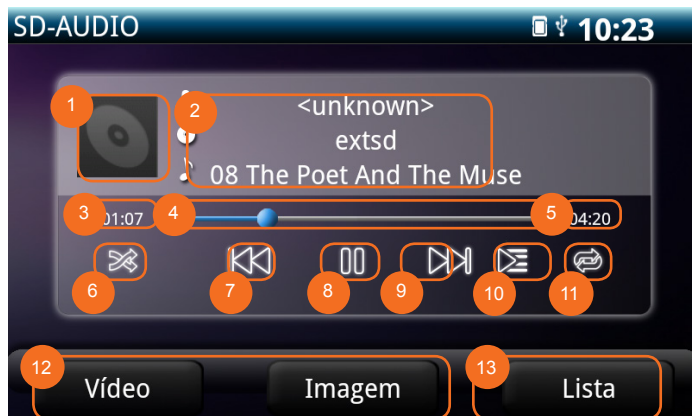 SD-AUDIO 10:23
1
2 <unknown>
extsd
08 The Poet And The Muse
3 01:07 4 5 04:20
6 7 8 9 10 11
12 13
Vídeo Imagem Lista